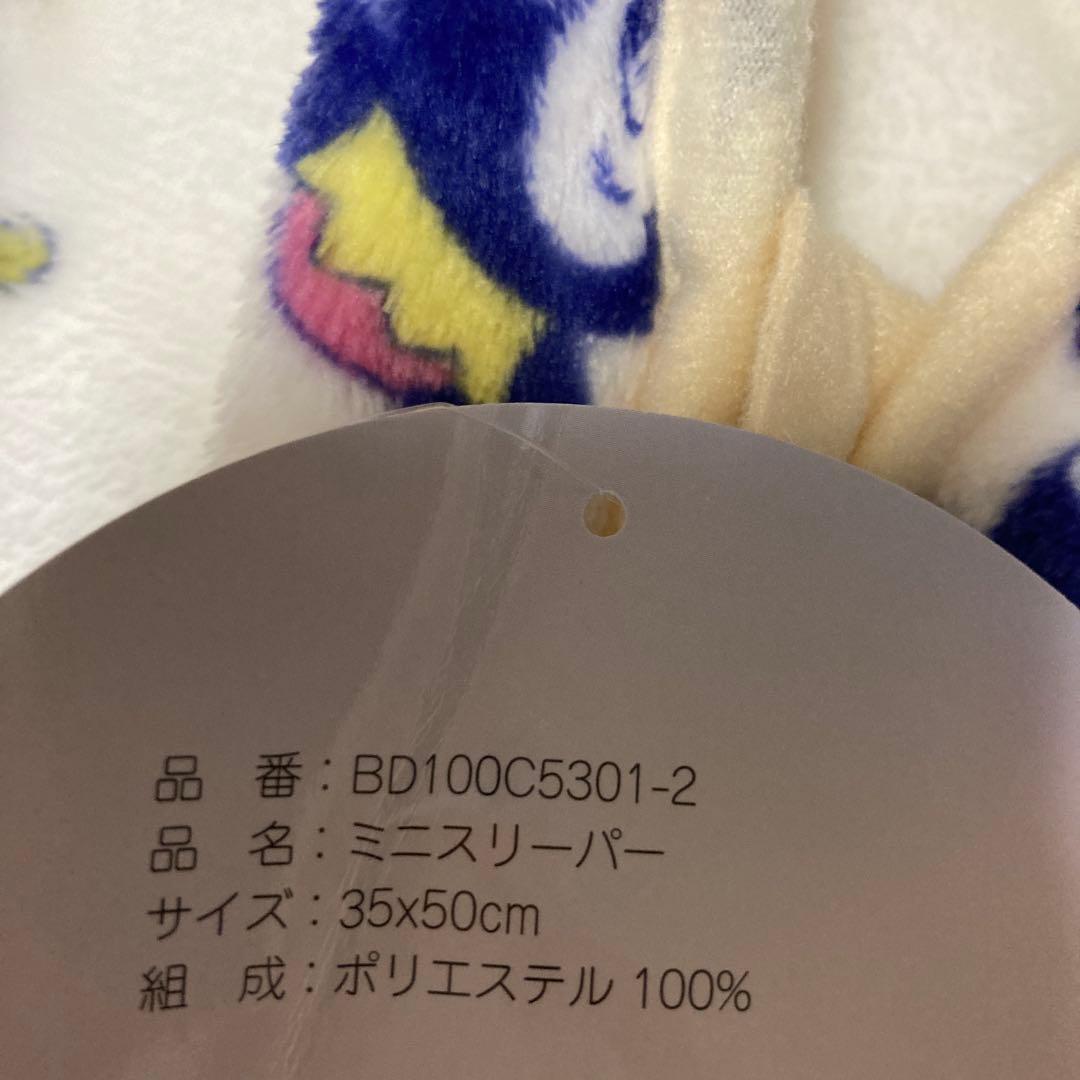 品　番：BD100C5301-2
品　名：ミニスリーパー
サイズ：35x50cm
組　成：ポリエステル 100%